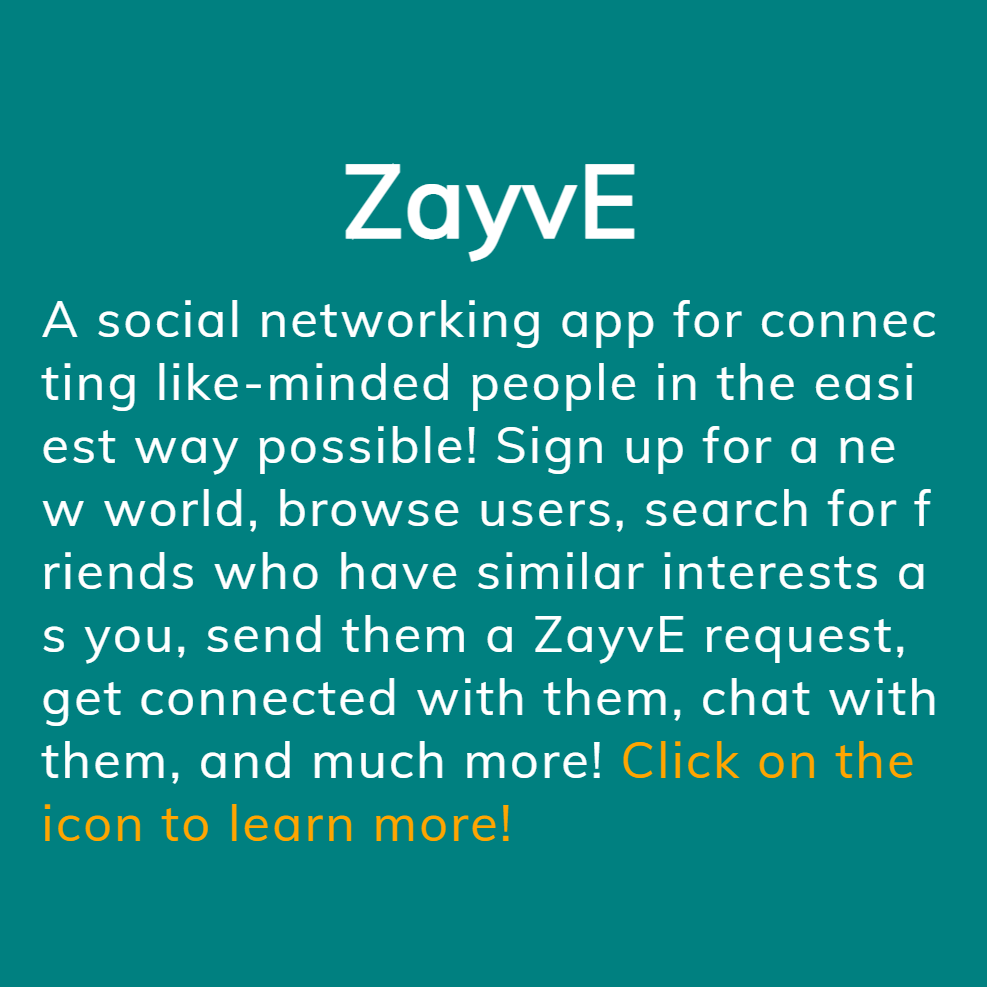 ZayvE
A social networking app for connec
ting like-minded people in the easi
est way possible! Sign up for a ne
w world, browse users, search for f
riends who have similar interests a
s you, send them a ZayvE request,
get connected with them, chat with
them, and much more! Click on the
icon to learn more!